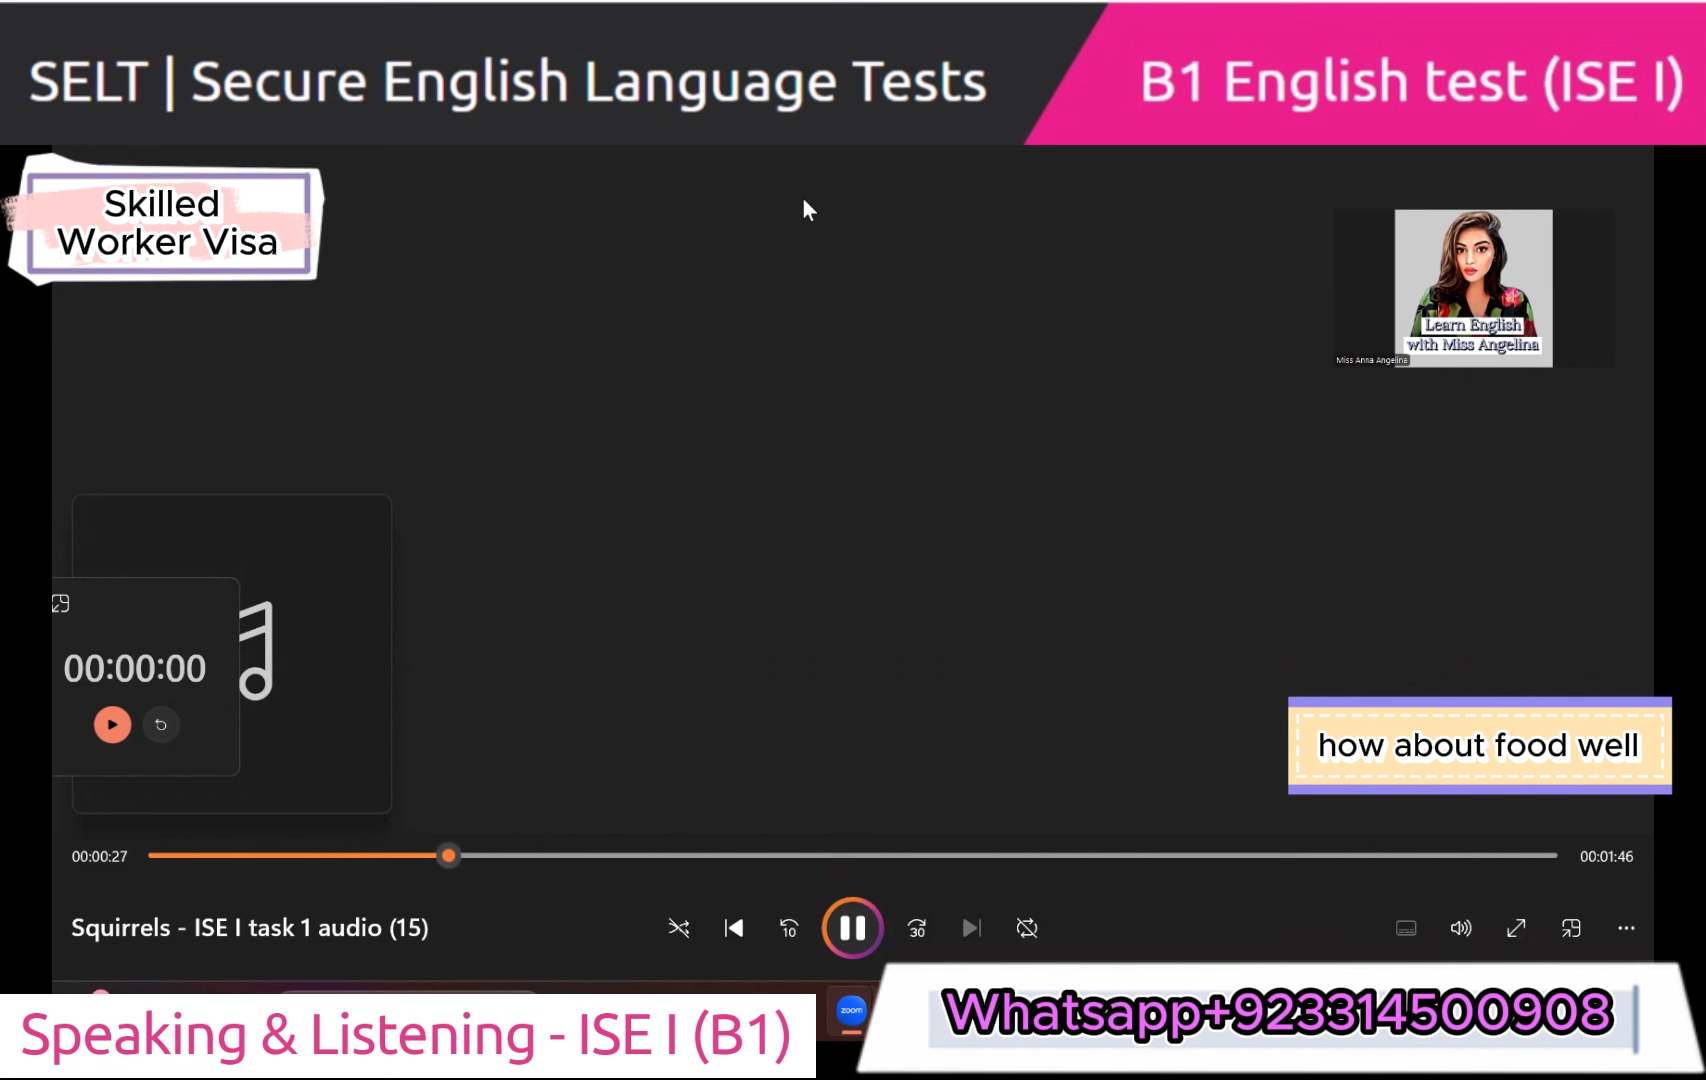 SELT | Secure English Language Tests
B1 English test (ISE I)
Skilled
Worker Visa
Learn English
with Miss Angelina
Miss Anna Angelina
00:00:00
how about food well
00:00:27
00:01:46
Squirrels - ISE I task 1 audio (15)
10
30
zoom
Speaking & Listening - ISE I (B1)
Whatsapp+923314500908